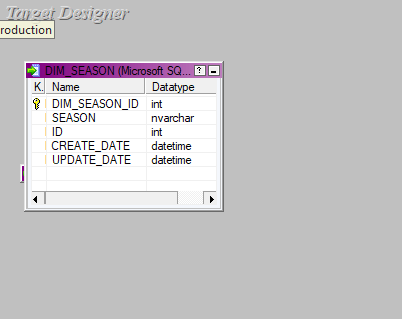 Target Designer
roduction
DIM_SEASON (Microsoft SQ... ?
K. Name Datatype
DIM_SEASON_ID int
SEASON nvarchar
ID int
CREATE_DATE datetime
UPDATE_DATE datetime